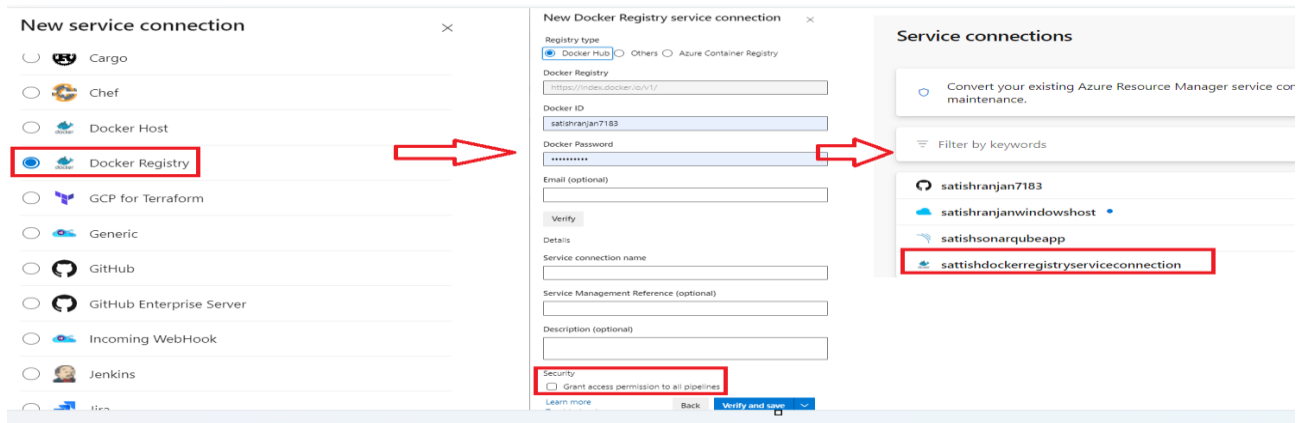 New service connection
Cargo
Chef
Docker Host
Docker Registry
GCP for Terraform
Generic
GitHub
GitHub Enterprise Server
Incoming WebHook
Jenkins
Jira
New Docker Registry service connection
Registry type
Docker Hub Others Azure Container Registry
Docker Registry
https://index.docker.io/v1/
Docker ID
satishranjan7183
Docker Password
••••••••••
Email (optional)
Verify
Details
Service connection name
Service Management Reference (optional)
Description (optional)
Security
Grant access permission to all pipelines
Learn more
Back Verify and save
Service connections
Convert your existing Azure Resource Manager service cor
maintenance.
Filter by keywords
satishranjan7183
satishranjanwindowshost
satishsonarqubeapp
sattishdockerregistryserviceconnection